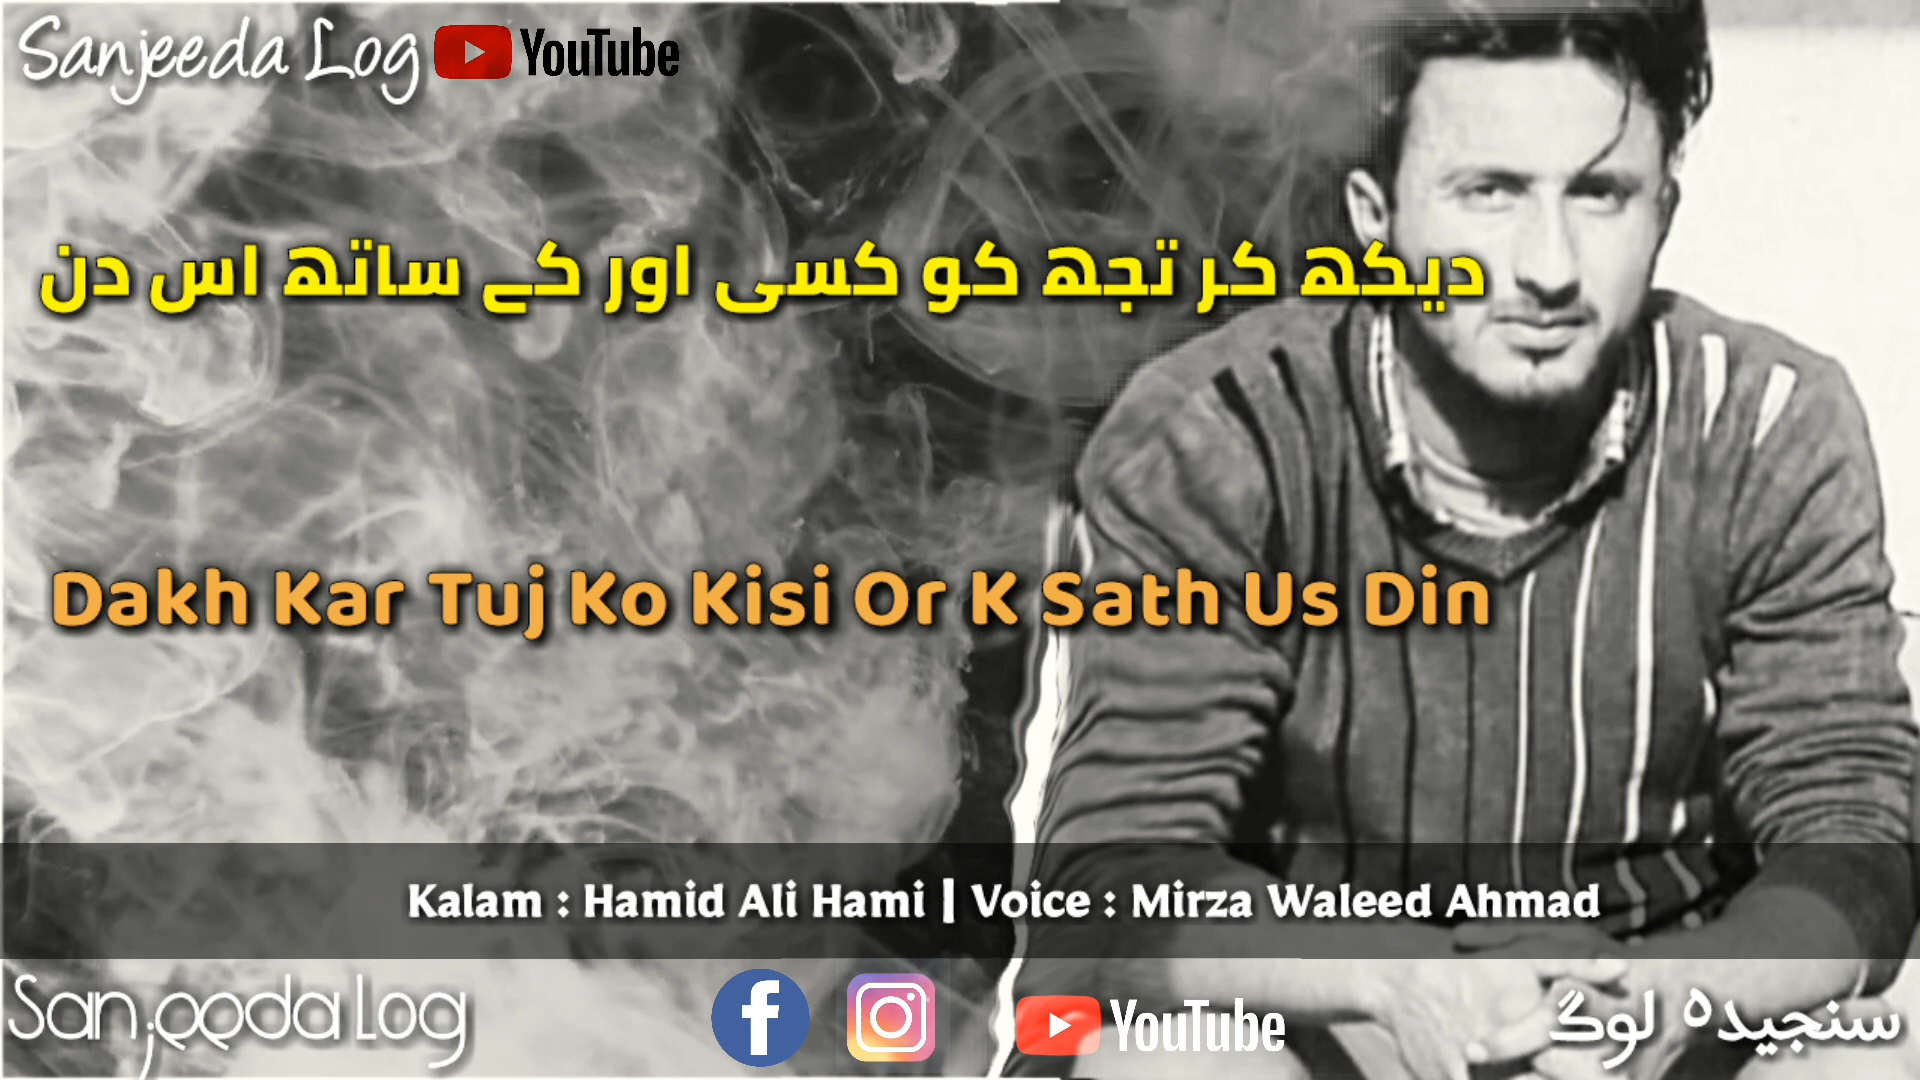 Sanjeeda Log YouTube
دیکھ کر تجھ کو کسی اور کے ساتھ اس دن
Dakh Kar Tuj Ko Kisi Or K Sath Us Din
Kalam : Hamid Ali Hami | Voice : Mirza Waleed Ahmad
Sanjeeda Log f YouTube سنجیدہ لوگ